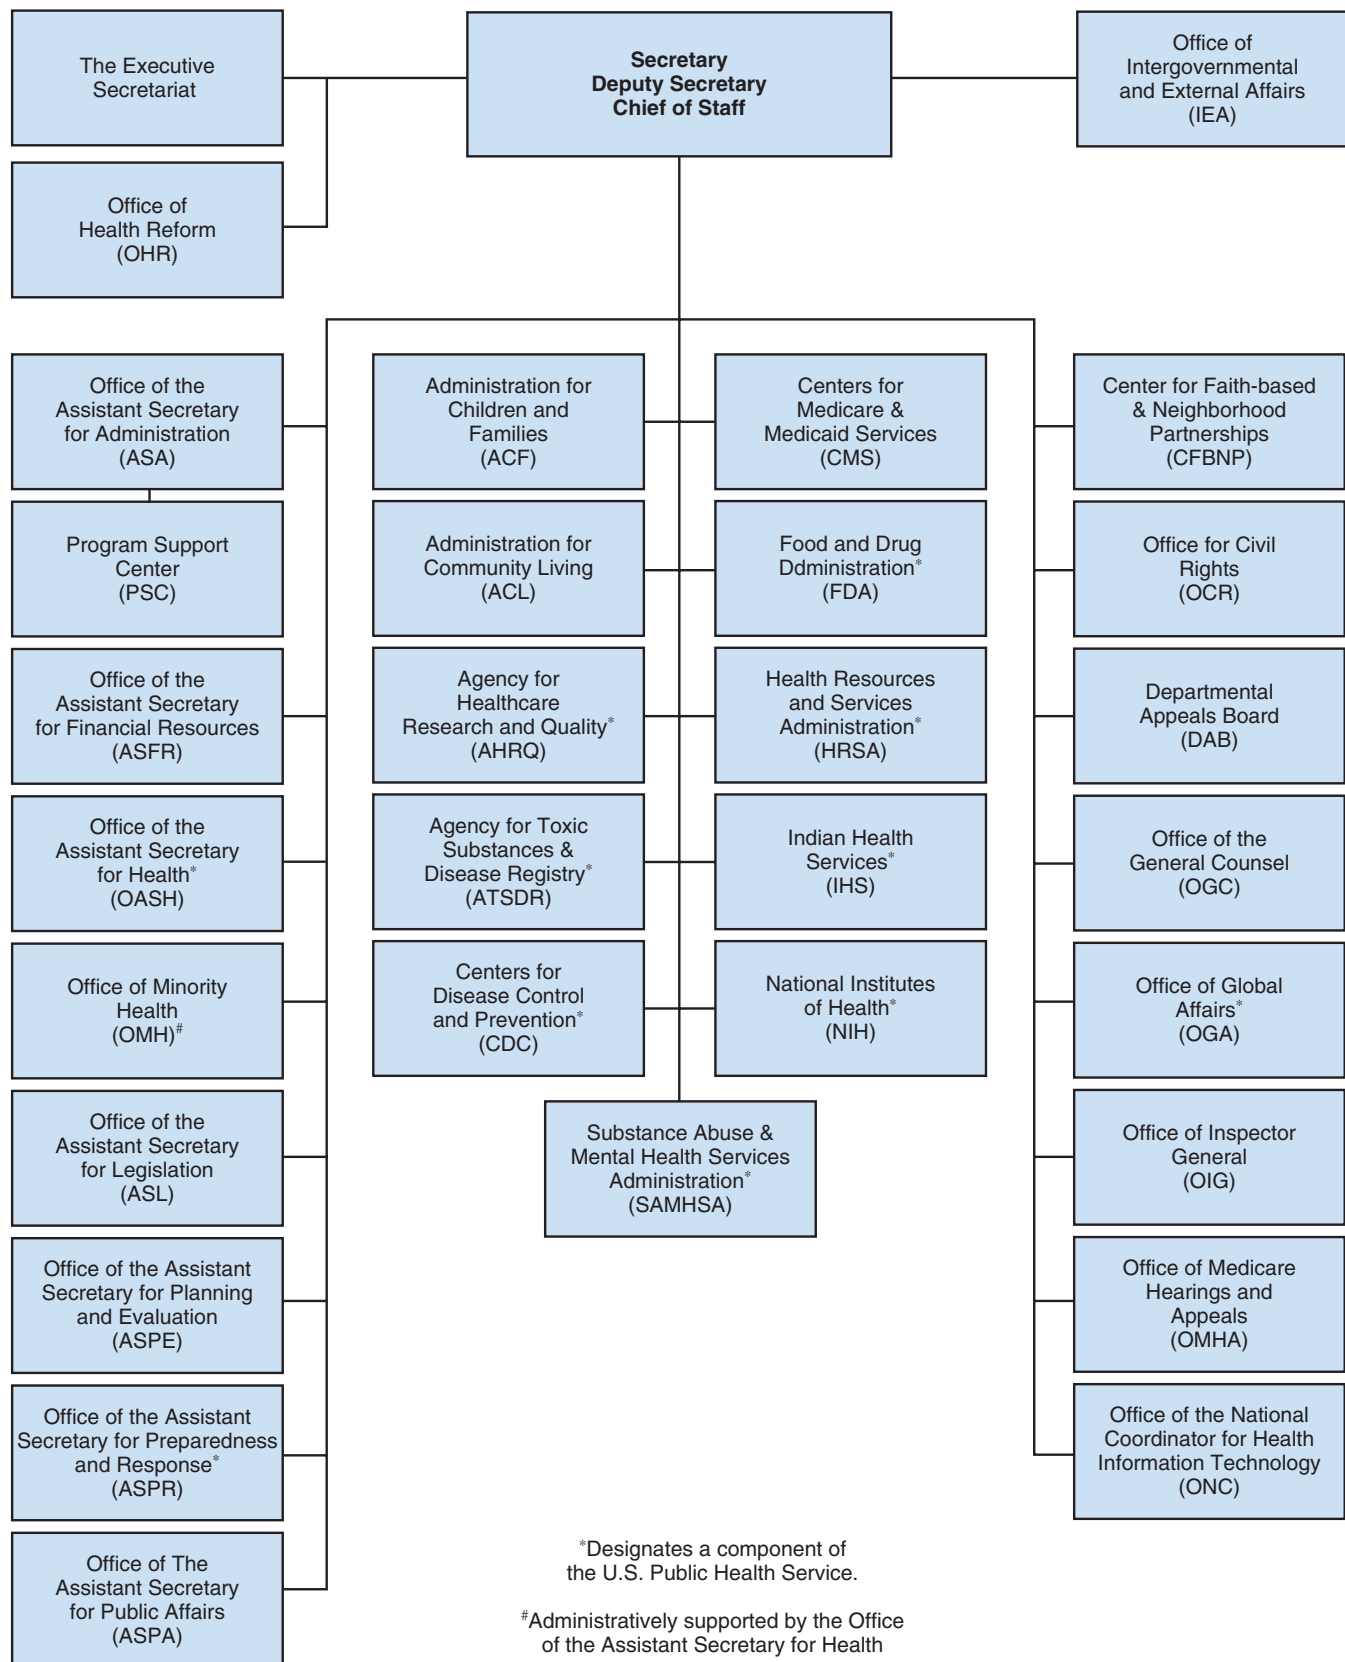 The Executive
Secretariat
Secretary
Deputy Secretary
Chief of Staff
Office of
Intergovernmental
and External Affairs
(IEA)
Office of
Health Reform
(OHR)
Office of the
Assistant Secretary
for Administration
(ASA)
Program Support
Center
(PSC)
Office of the
Assistant Secretary
for Financial Resources
(ASFR)
Office of the
Assistant Secretary
for Health*
(OASH)
Office of Minority
Health
(OMH)#
Office of the
Assistant Secretary
for Legislation
(ASL)
Office of the Assistant
Secretary for Planning
and Evaluation
(ASPE)
Office of the Assistant
Secretary for Preparedness
and Response*
(ASPR)
Office of The
Assistant Secretary
for Public Affairs
(ASPA)
Administration for
Children and
Families
(ACF)
Administration for
Community Living
(ACL)
Agency for
Healthcare
Research and Quality*
(AHRQ)
Agency for Toxic
Substances &
Disease Registry*
(ATSDR)
Centers for
Disease Control
and Prevention*
(CDC)
Centers for
Medicare &
Medicaid Services
(CMS)
Food and Drug
Ddministration*
(FDA)
Health Resources
and Services
Administration*
(HRSA)
Indian Health
Services*
(IHS)
National Institutes
of Health*
(NIH)
Substance Abuse &
Mental Health Services
Administration*
(SAMHSA)
Center for Faith-based
& Neighborhood
Partnerships
(CFBNP)
Office for Civil
Rights
(OCR)
Departmental
Appeals Board
(DAB)
Office of the
General Counsel
(OGC)
Office of Global
Affairs*
(OGA)
Office of Inspector
General
(OIG)
Office of Medicare
Hearings and
Appeals
(OMHA)
Office of the National
Coordinator for Health
Information Technology
(ONC)
*Designates a component of
the U.S. Public Health Service.
#Administratively supported by the Office
of the Assistant Secretary for Health